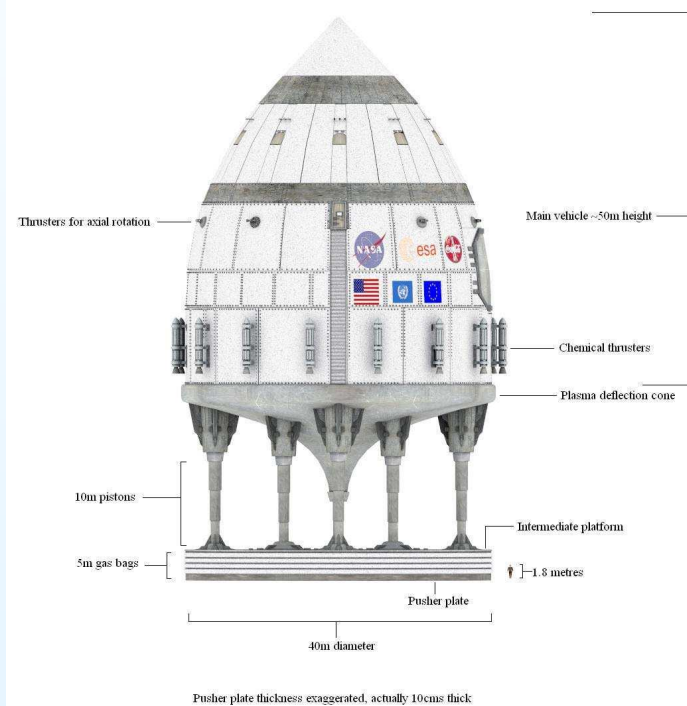 Thrusters for axial rotation
Main vehicle ~50m height
NASA
esa
Chemical thrusters
Plasma deflection cone
10m pistons
Intermediate platform
5m gas bags
1.8 metres
Pusher plate
40m diameter
Pusher plate thickness exaggerated, actually 10cms thick